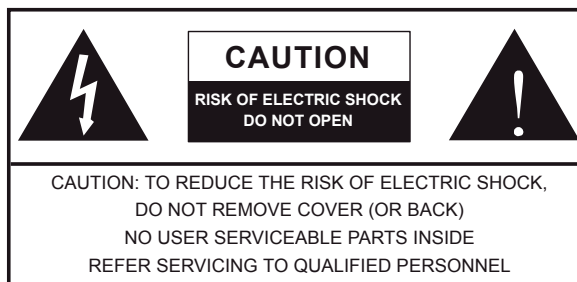 CAUTION
RISK OF ELECTRIC SHOCK
DO NOT OPEN
!
CAUTION: TO REDUCE THE RISK OF ELECTRIC SHOCK,
DO NOT REMOVE COVER (OR BACK)
NO USER SERVICEABLE PARTS INSIDE
REFER SERVICING TO QUALIFIED PERSONNEL